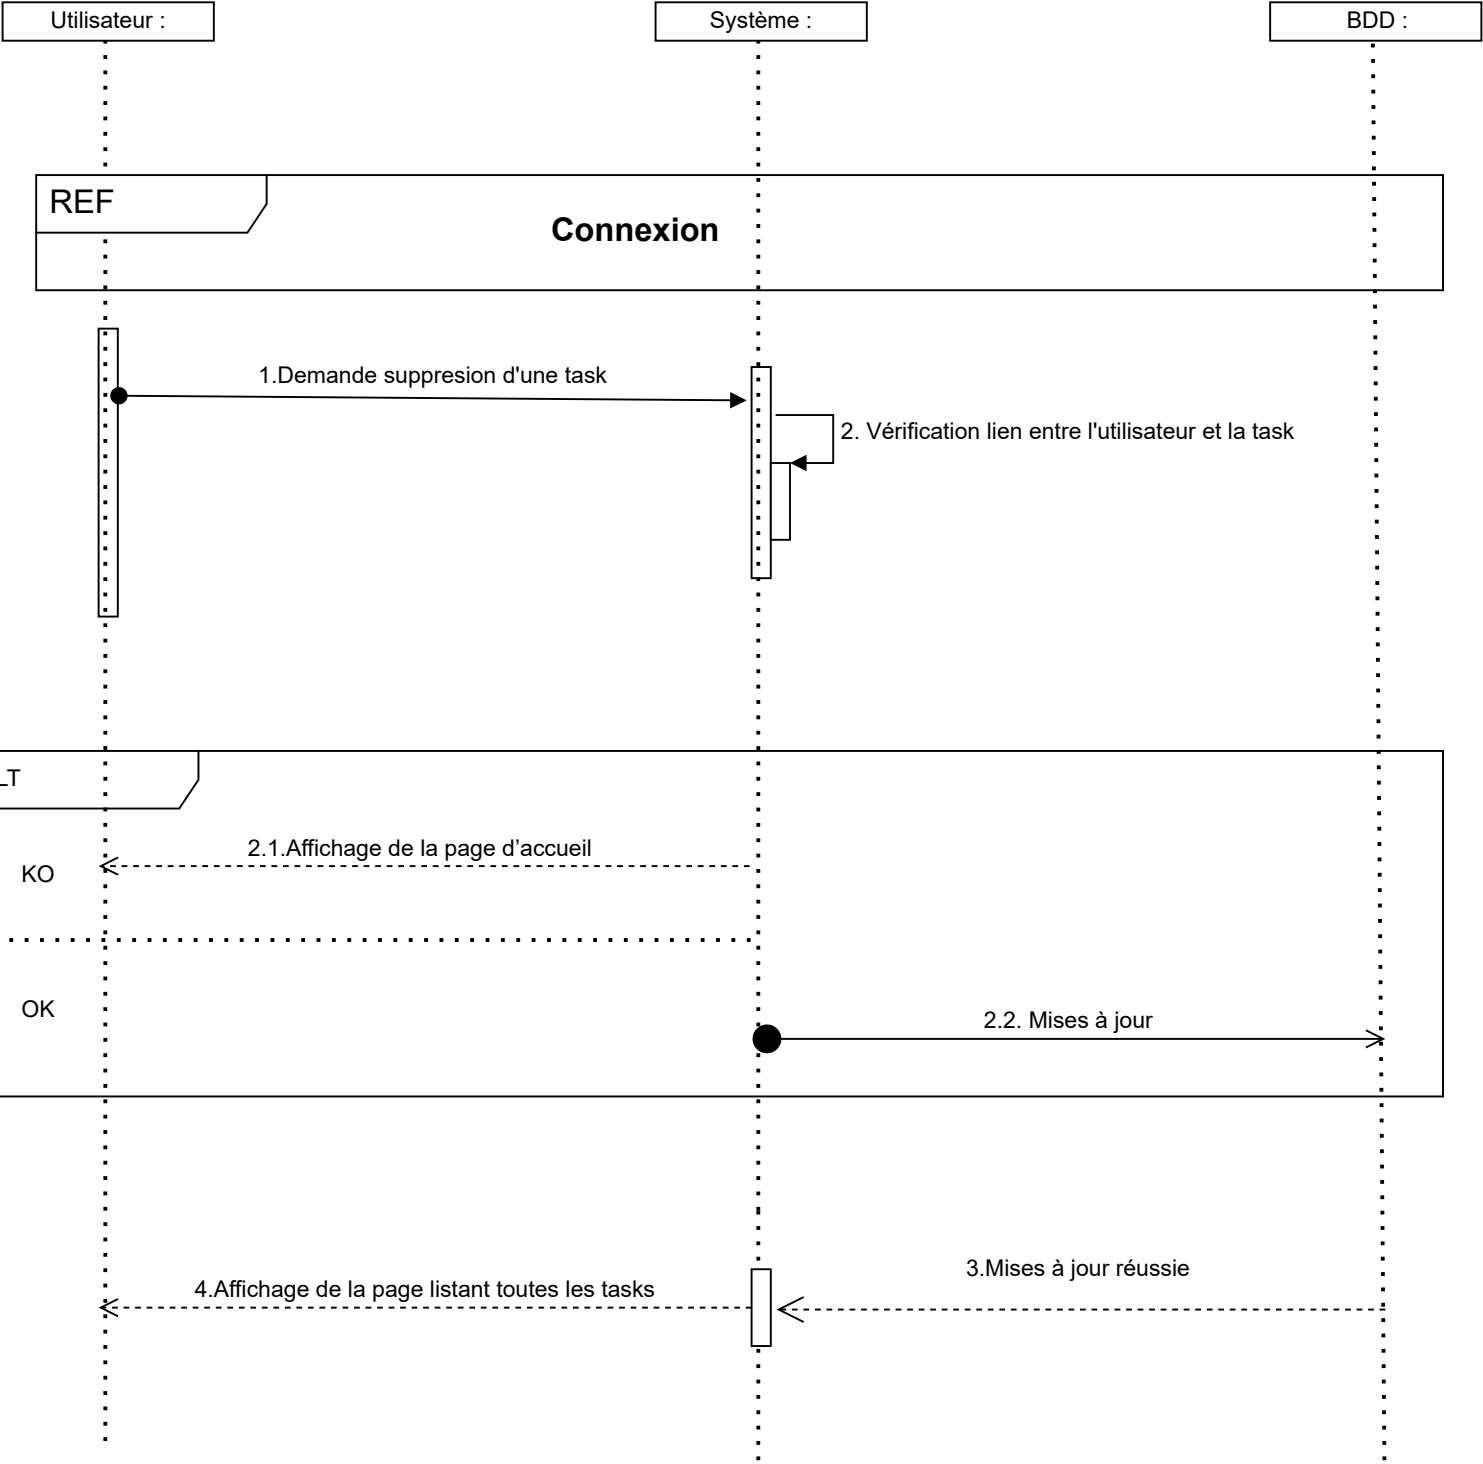 Utilisateur :
Système :
BDD :
REF
Connexion
1.Demande suppresion d'une task
2. Vérification lien entre l'utilisateur et la task
LT
2.1.Affichage de la page d’accueil
KO
OK
2.2. Mises à jour
3.Mises à jour réussie
4.Affichage de la page listant toutes les tasks